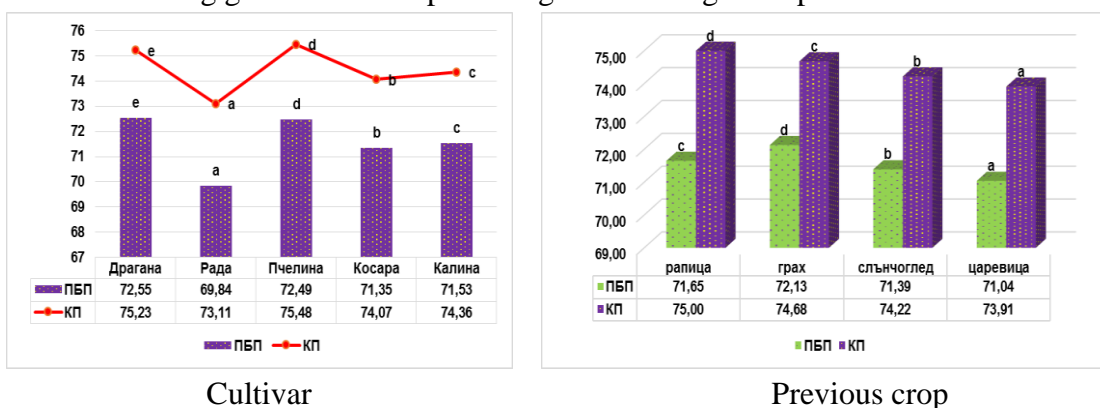 76
75
74
73
72
71
70
69
68
67
e
a
d
b
c
e
a
d
b
c
Драгана Рада Пчелина Косара Калина
ПБП 72,55 69,84 72,49 71,35 71,53
КП 75,23 73,11 75,48 74,07 74,36
ПБП КП
Cultivar
75,00
74,00
73,00
72,00
71,00
70,00
69,00
d
c
b
a
c
d
b
a
рапица грах слънчоглед царевица
ПБП 71,65 72,13 71,39 71,04
КП 75,00 74,68 74,22 73,91
ПБП КП
Previous crop